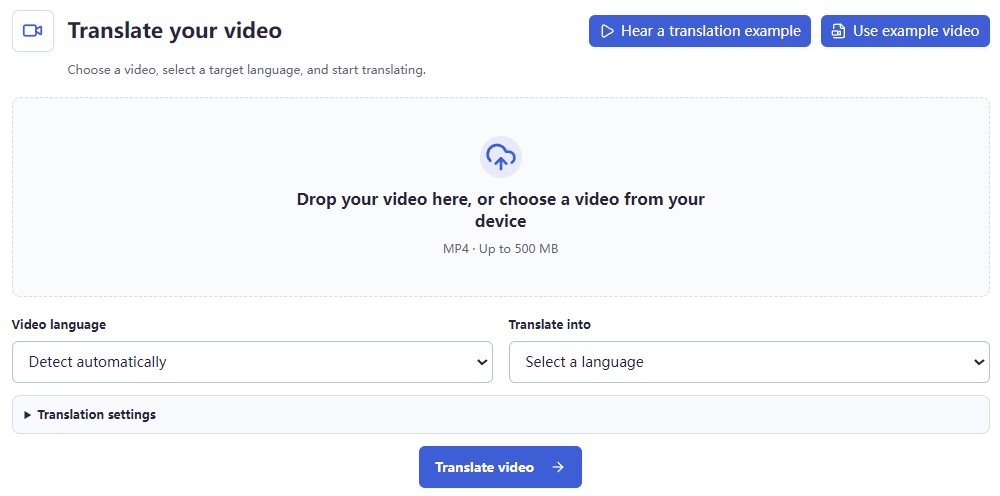 Translate your video
Hear a translation example
Use example video
Choose a video, select a target language, and start translating.
Drop your video here, or choose a video from your
device
MP4 · Up to 500 MB
Video language
Translate into
Detect automatically
Select a language
Translation settings
Translate video